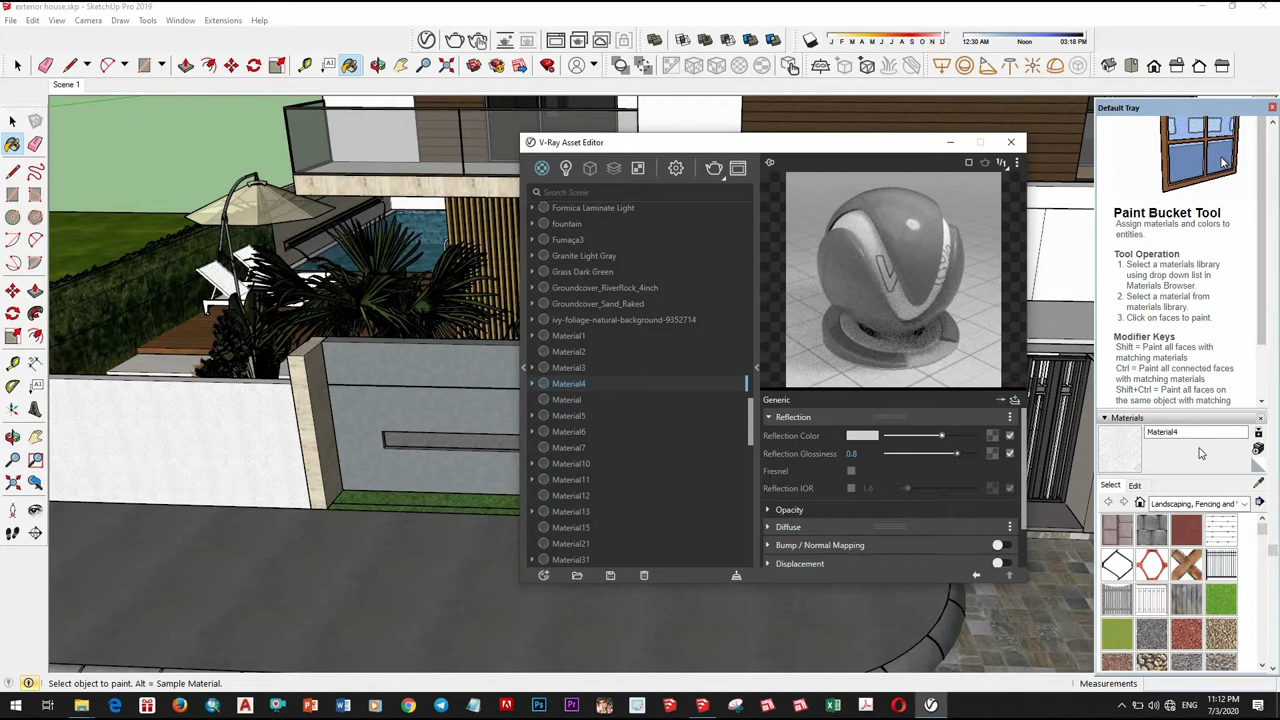 exterior house.skp - SketchUp Pro 2019
File Edit View Camera Draw Tools Window Extensions Help
J F M A M J J A S O N D
12:30 AM Noon 03:18 PM
Scene 1
Default Tray
Paint Bucket Tool
Assign materials and colors to
entities.
Tool Operation
1. Select a materials library
using drop down list in
Materials Browser.
2. Select a material from
materials library.
3. Click on faces to paint.
Modifier Keys
Shift = Paint all faces with
matching materials
Ctrl = Paint all connected faces
with matching materials
Shift+Ctrl = Paint all faces on
the same object with matching
Materials
Material4
Select Edit
Landscaping, Fencing and
V-Ray Asset Editor
1/1
Search Scene
Formica Laminate Light
fountain
Fumaça3
Granite Light Gray
Grass Dark Green
Groundcover_RiverRock_4inch
Groundcover_Sand_Raked
ivy-foliage-natural-background-9352714
Material1
Material2
Material3
Material4
Material
Material5
Material6
Material7
Material10
Material11
Material12
Material13
Material15
Material21
Material31
Generic
Reflection
Reflection Color
Reflection Glossiness 0.8
Fresnel
Reflection IOR 1.6
Opacity
Diffuse
Bump / Normal Mapping
Displacement
Select object to paint. Alt = Sample Material.
Measurements
ENG
11:12 PM
7/3/2020